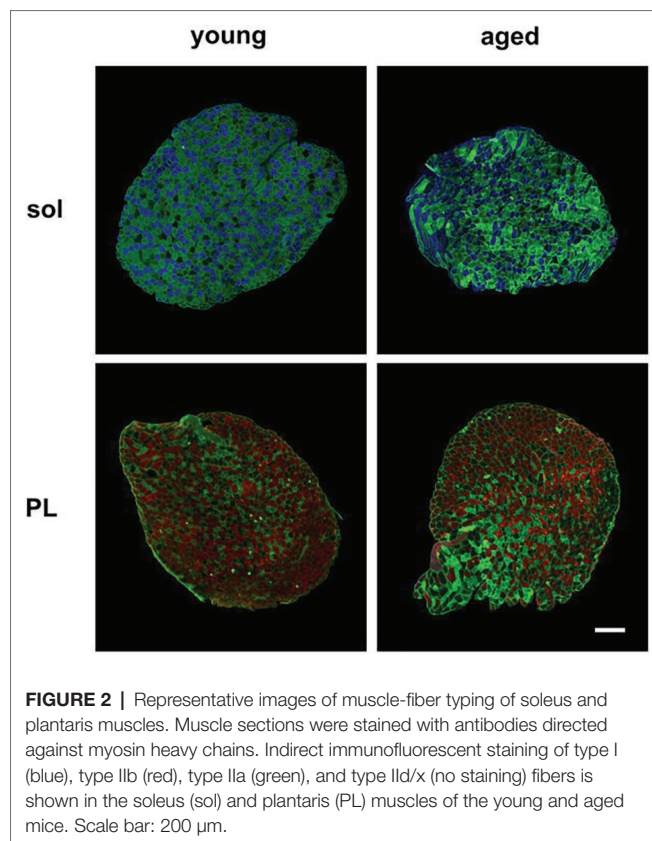 young aged
sol
PL
FIGURE 2 | Representative images of muscle-fiber typing of soleus and
plantaris muscles. Muscle sections were stained with antibodies directed
against myosin heavy chains. Indirect immunofluorescent staining of type I
(blue), type IIb (red), type IIa (green), and type IId/x (no staining) fibers is
shown in the soleus (sol) and plantaris (PL) muscles of the young and aged
mice. Scale bar: 200 µm.